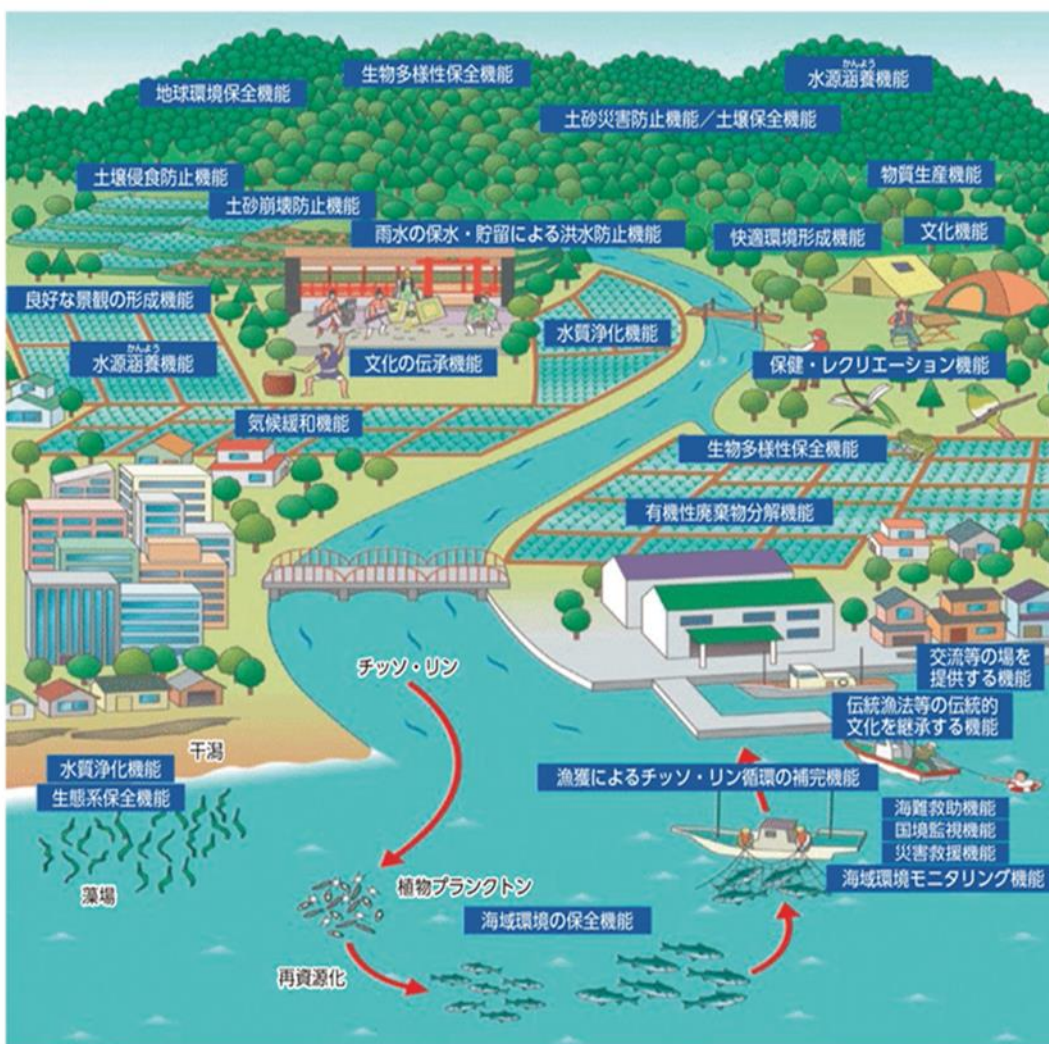 生物多様性保全機能
かんよう
水源涵養機能
地球環境保全機能
土砂災害防止機能／土壌保全機能
土壌侵食防止機能
物質生産機能
土砂崩壊防止機能
雨水の保水・貯留による洪水防止機能
快適環境形成機能
文化機能
良好な景観の形成機能
水質浄化機能
かんよう
水源涵養機能
文化の伝承機能
保健・レクリエーション機能
気候緩和機能
生物多様性保全機能
有機性廃棄物分解機能
チッソ・リン
交流等の場を
提供する機能
伝統漁法等の伝統的
文化を継承する機能
干潟
水質浄化機能
生態系保全機能
漁獲によるチッソ・リン循環の補完機能
海難救助機能
国境監視機能
災害救援機能
海域環境モニタリング機能
藻場
植物プランクトン
海域環境の保全機能
再資源化